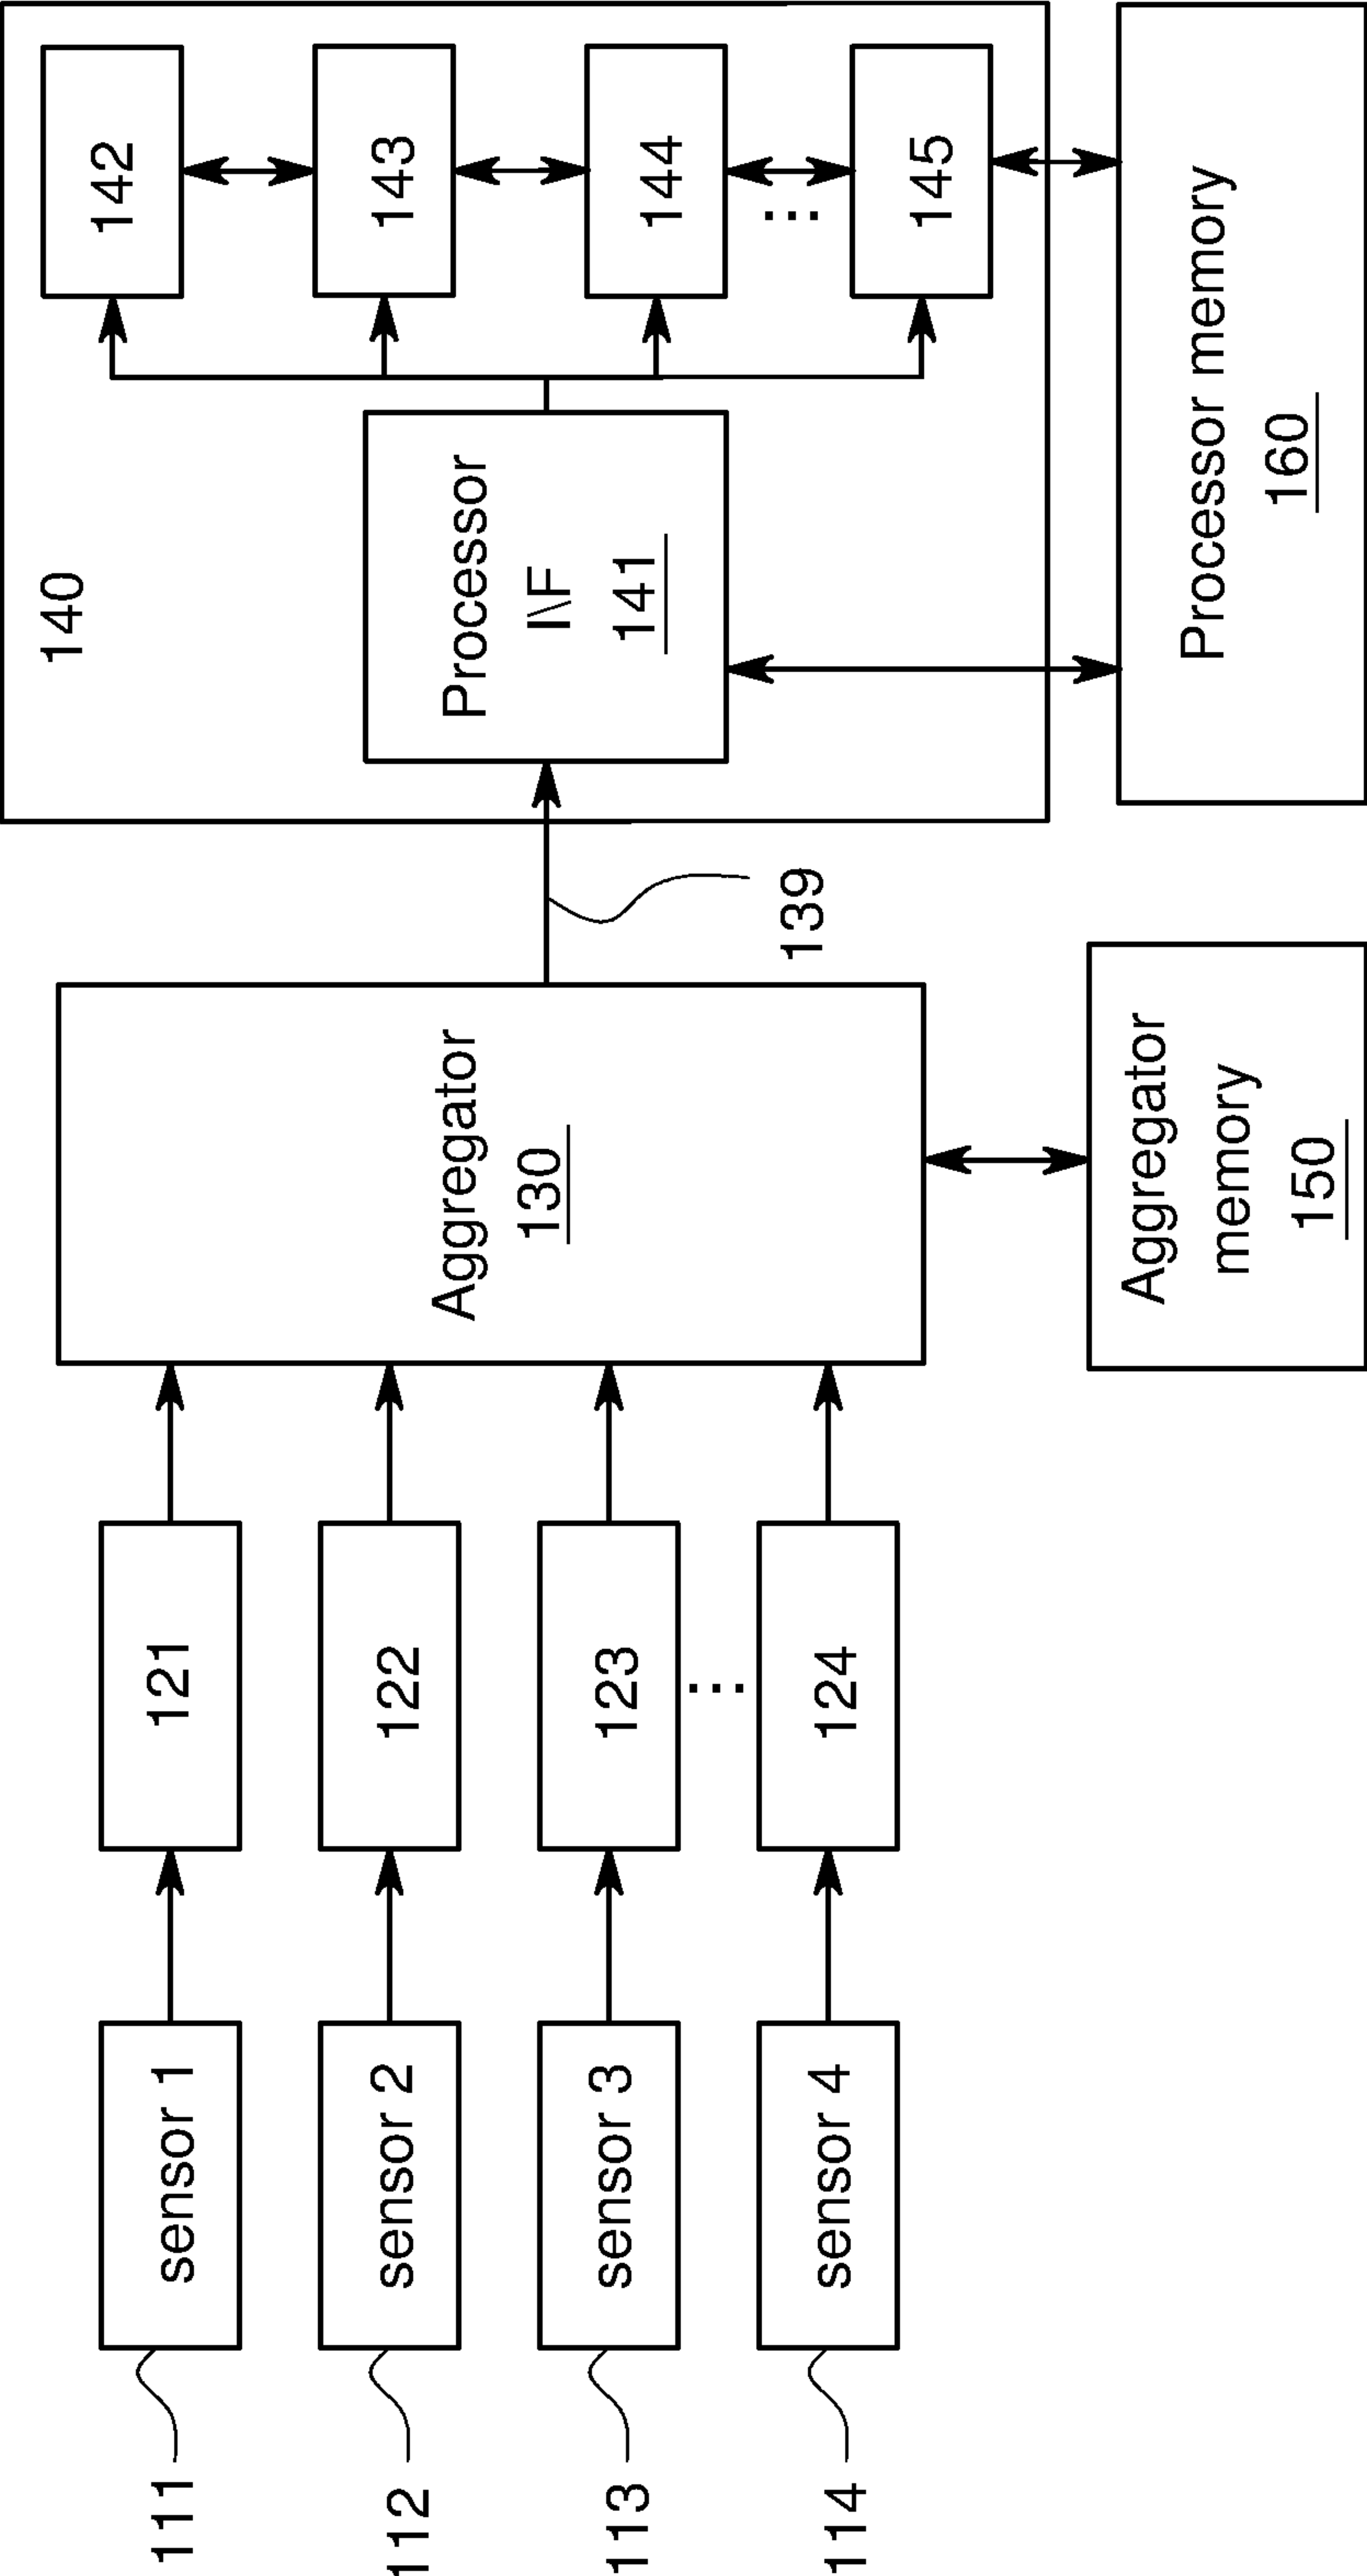 111
sensor 1
121
112
sensor 2
122
113
sensor 3
123
...
114
sensor 4
124
Aggregator
130
Aggregator
memory
150
139
140
Processor
I\F
141
142
143
144
...
145
Processor memory
160